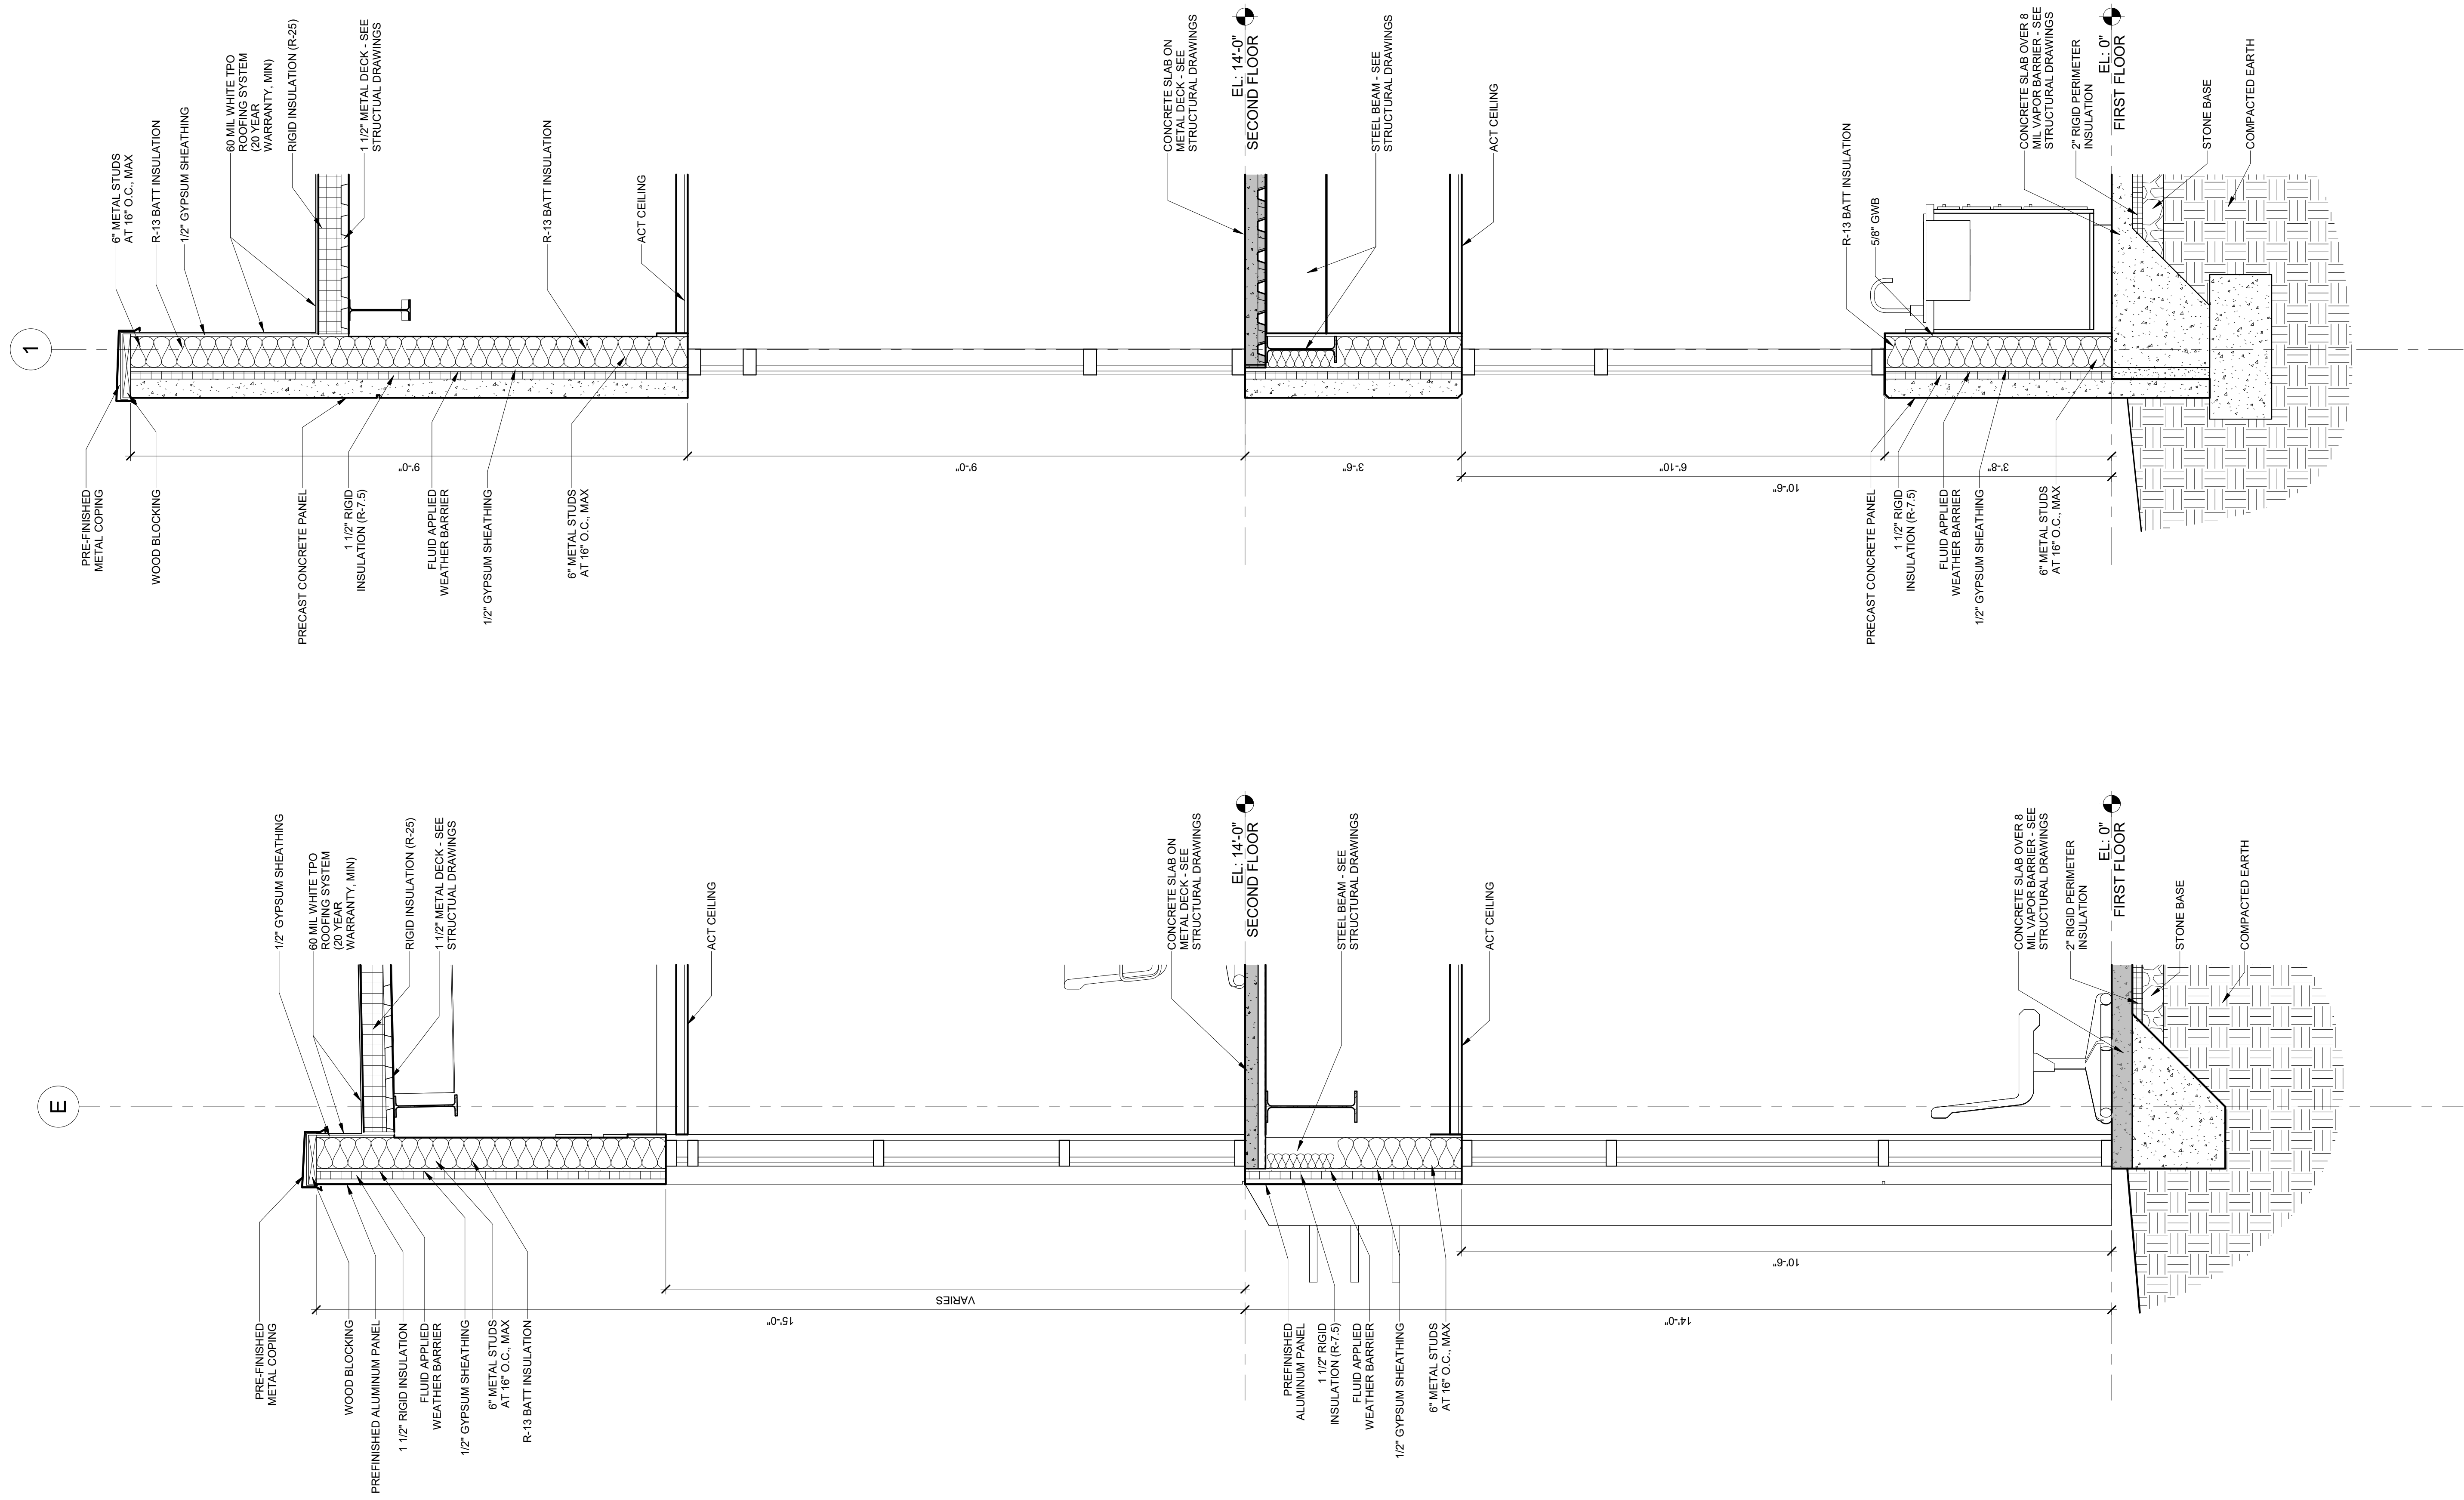 1
PRE-FINISHED
METAL COPING
WOOD BLOCKING
PRECAST CONCRETE PANEL
1 1/2" RIGID
INSULATION (R-7.5)
FLUID APPLIED
WEATHER BARRIER
1/2" GYPSUM SHEATHING
6" METAL STUDS
AT 16" O.C., MAX
PRECAST CONCRETE PANEL
1 1/2" RIGID
INSULATION (R-7.5)
FLUID APPLIED
WEATHER BARRIER
1/2" GYPSUM SHEATHING
6" METAL STUDS
AT 16" O.C., MAX
9'-0"
9'-0"
3'-6"
6'-10"
3'-8"
10'-6"
6" METAL STUDS
AT 16" O.C., MAX
R-13 BATT INSULATION
1/2" GYPSUM SHEATHING
60 MIL WHITE TPO
ROOFING SYSTEM
(20 YEAR
WARRANTY, MIN)
RIGID INSULATION (R-25)
1 1/2" METAL DECK - SEE
STRUCTUAL DRAWINGS
R-13 BATT INSULATION
ACT CEILING
CONCRETE SLAB ON
METAL DECK - SEE
STRUCTURAL DRAWINGS
EL: 14'-0"
SECOND FLOOR
STEEL BEAM - SEE
STRUCTURAL DRAWINGS
ACT CEILING
R-13 BATT INSULATION
5/8" GWB
CONCRETE SLAB OVER 8
MIL VAPOR BARRIER - SEE
STRUCTURAL DRAWINGS
2" RIGID PERIMETER
INSULATION
EL: 0"
FIRST FLOOR
STONE BASE
COMPACTED EARTH
E
PRE-FINISHED
METAL COPING
WOOD BLOCKING
PREFINISHED ALUMINUM PANEL
1 1/2" RIGID INSULATION
FLUID APPLIED
WEATHER BARRIER
1/2" GYPSUM SHEATHING
6" METAL STUDS
AT 16" O.C., MAX
R-13 BATT INSULATION
PREFINISHED
ALUMINUM PANEL
1 1/2" RIGID
INSULATION (R-7.5)
FLUID APPLIED
WEATHER BARRIER
1/2" GYPSUM SHEATHING
6" METAL STUDS
AT 16" O.C., MAX
VARIES
15'-0"
14'-0"
10'-6"
1/2" GYPSUM SHEATHING
60 MIL WHITE TPO
ROOFING SYSTEM
(20 YEAR
WARRANTY, MIN)
RIGID INSULATION (R-25)
1 1/2" METAL DECK - SEE
STRUCTUAL DRAWINGS
ACT CEILING
CONCRETE SLAB ON
METAL DECK - SEE
STRUCTURAL DRAWINGS
EL: 14'-0"
SECOND FLOOR
STEEL BEAM - SEE
STRUCTURAL DRAWINGS
ACT CEILING
CONCRETE SLAB OVER 8
MIL VAPOR BARRIER - SEE
STRUCTURAL DRAWINGS
2" RIGID PERIMETER
INSULATION
EL: 0"
FIRST FLOOR
STONE BASE
COMPACTED EARTH